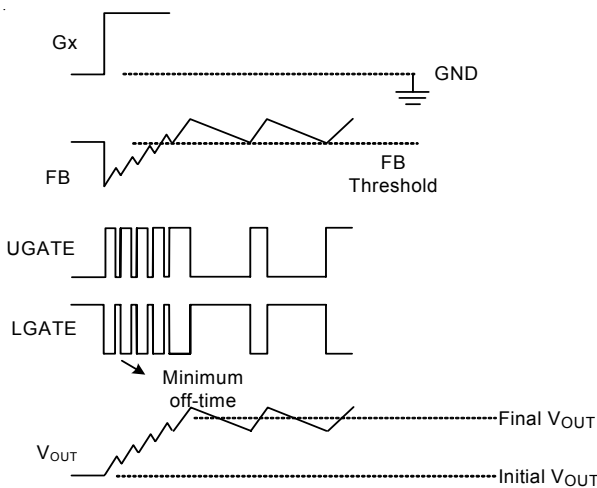 Gx
GND
FB
FB
Threshold
UGATE
LGATE
Minimum
off-time
Final VOUT
VOUT
Initial VOUT